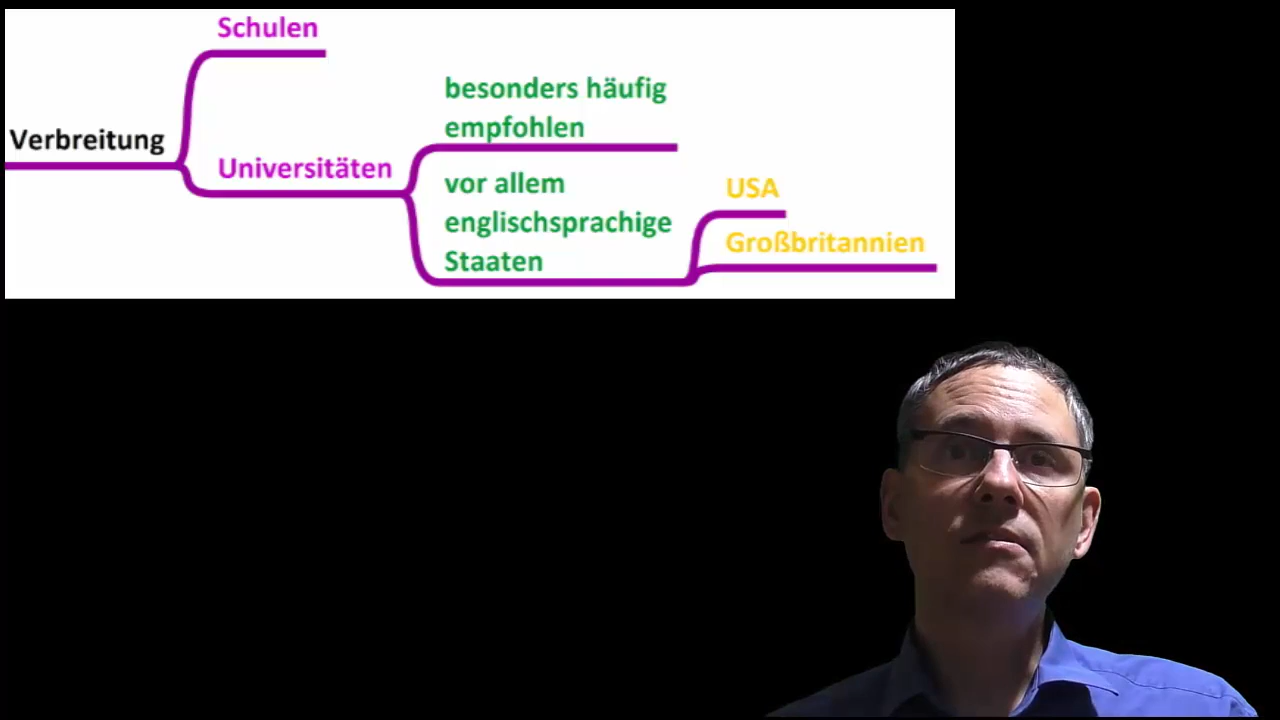 Schulen
Verbreitung
Universitäten
besonders häufig
empfohlen
vor allem
englischsprachige
Staaten
USA
Großbritannien